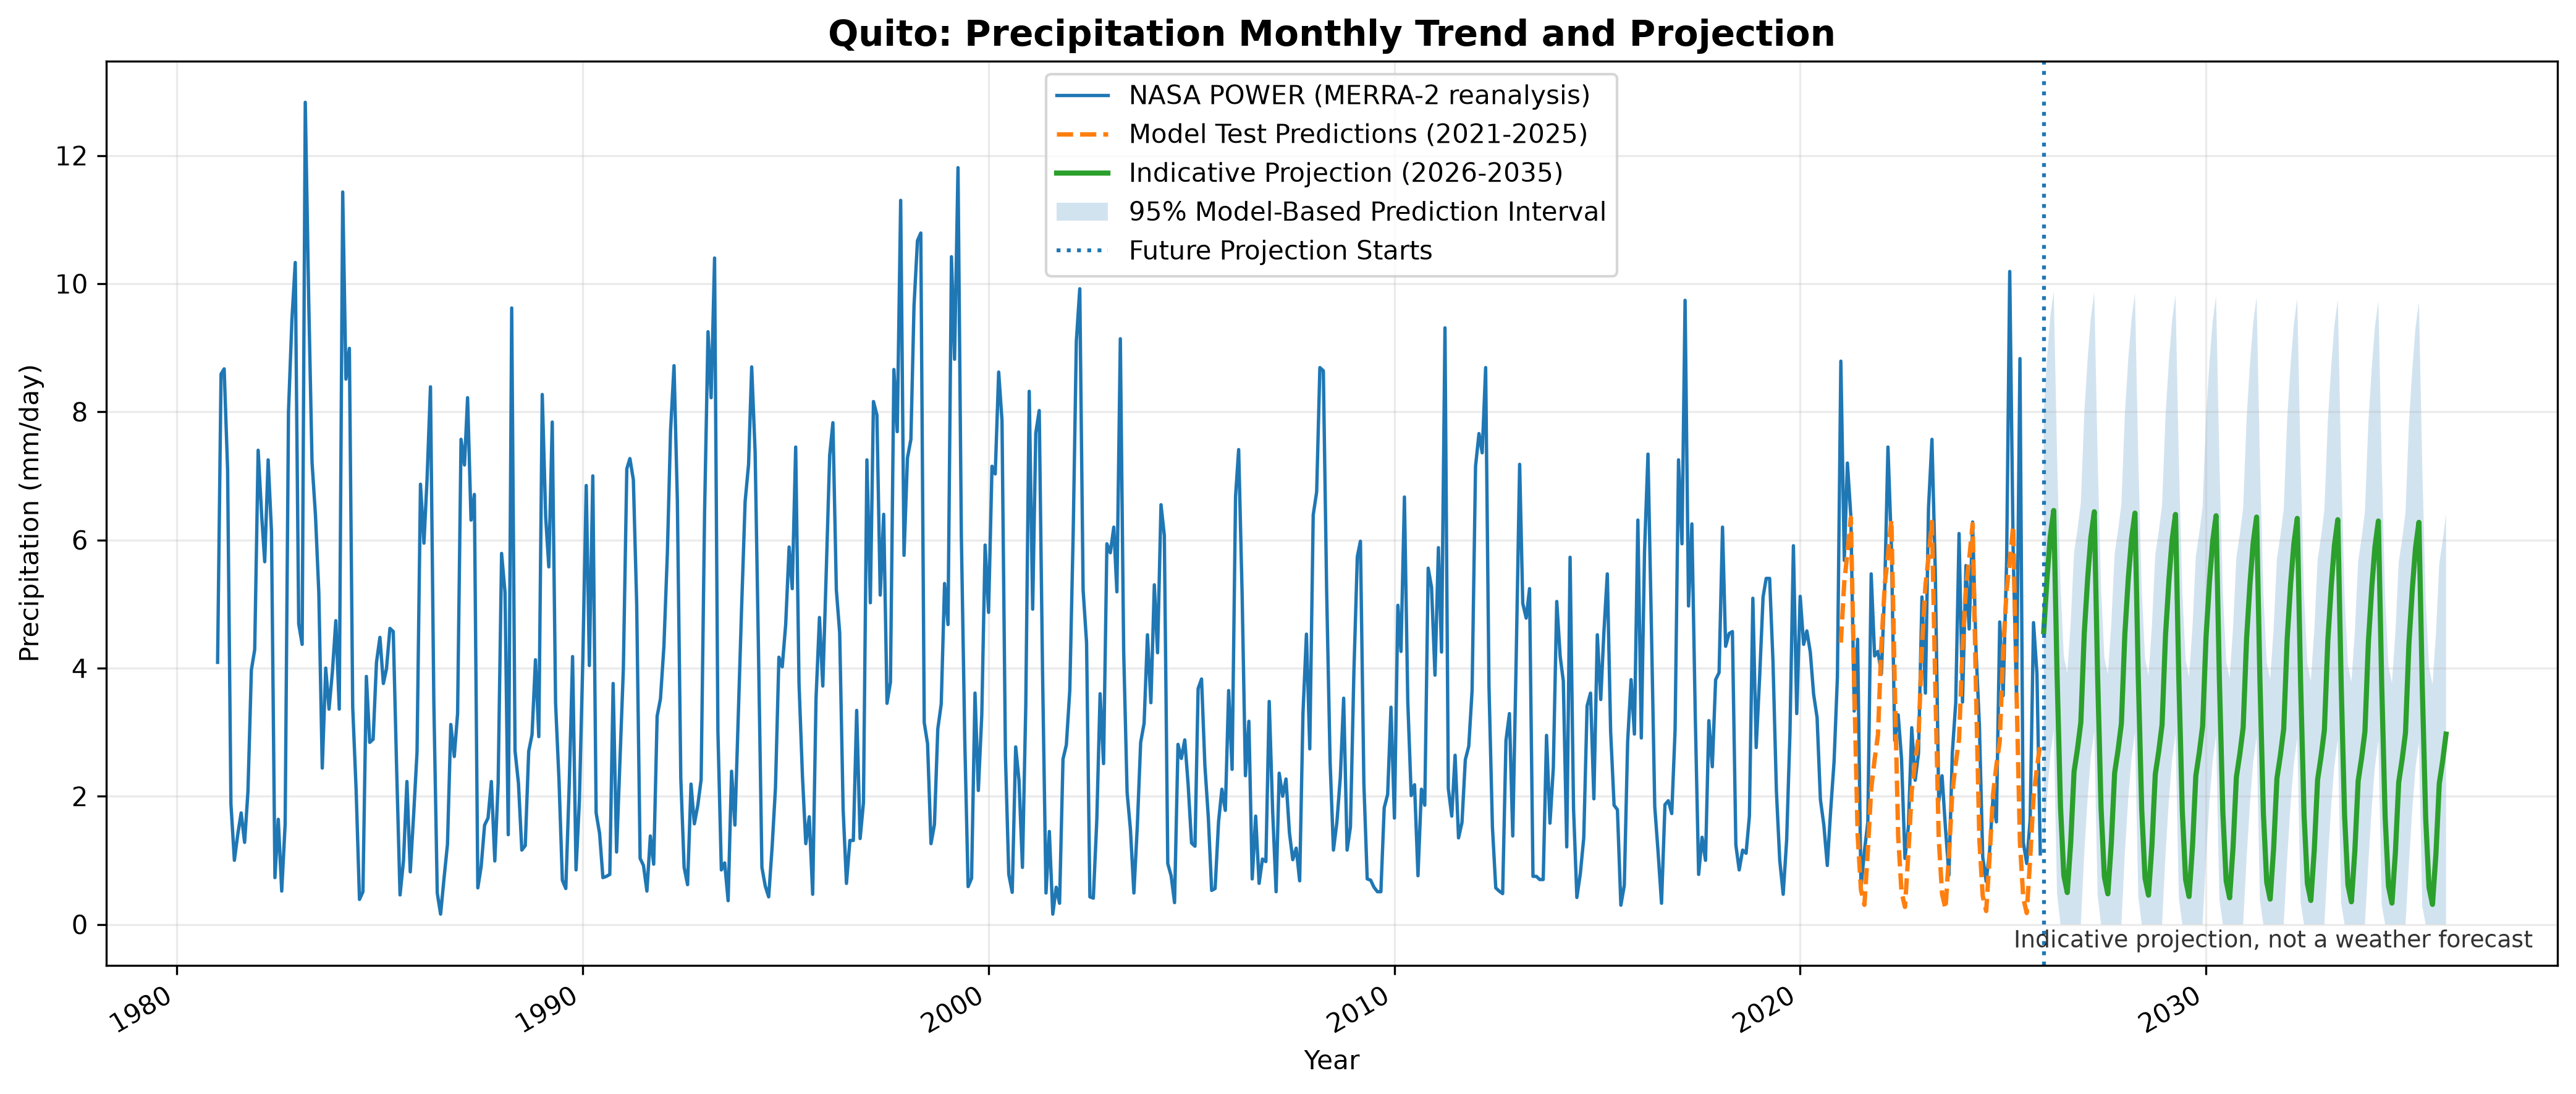 Quito: Precipitation Monthly Trend and Projection
NASA POWER (MERRA-2 reanalysis)
Model Test Predictions (2021-2025)
Indicative Projection (2026-2035)
95% Model-Based Prediction Interval
Future Projection Starts
Precipitation (mm/day)
12
10
8
6
4
2
0
Indicative projection, not a weather forecast
1980
1990
2000
2010
2020
2030
Year